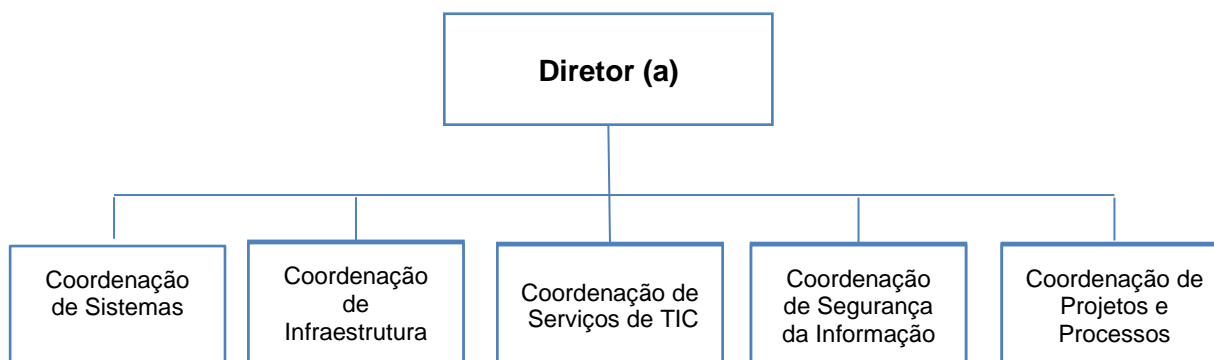 Diretor (a)
Coordenação
de Sistemas
Coordenação
de
Infraestrutura
Coordenação de
Serviços de TIC
Coordenação
de Segurança
da Informação
Coordenação de
Projetos e
Processos